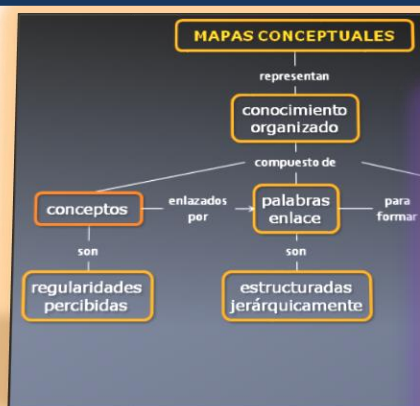 MAPAS CONCEPTUALES
representan
conocimiento
organizado
compuesto de
conceptos
enlazados
por
palabras
enlace
para
formar
son
son
regularidades
percibidas
estructuradas
jerárquicamente